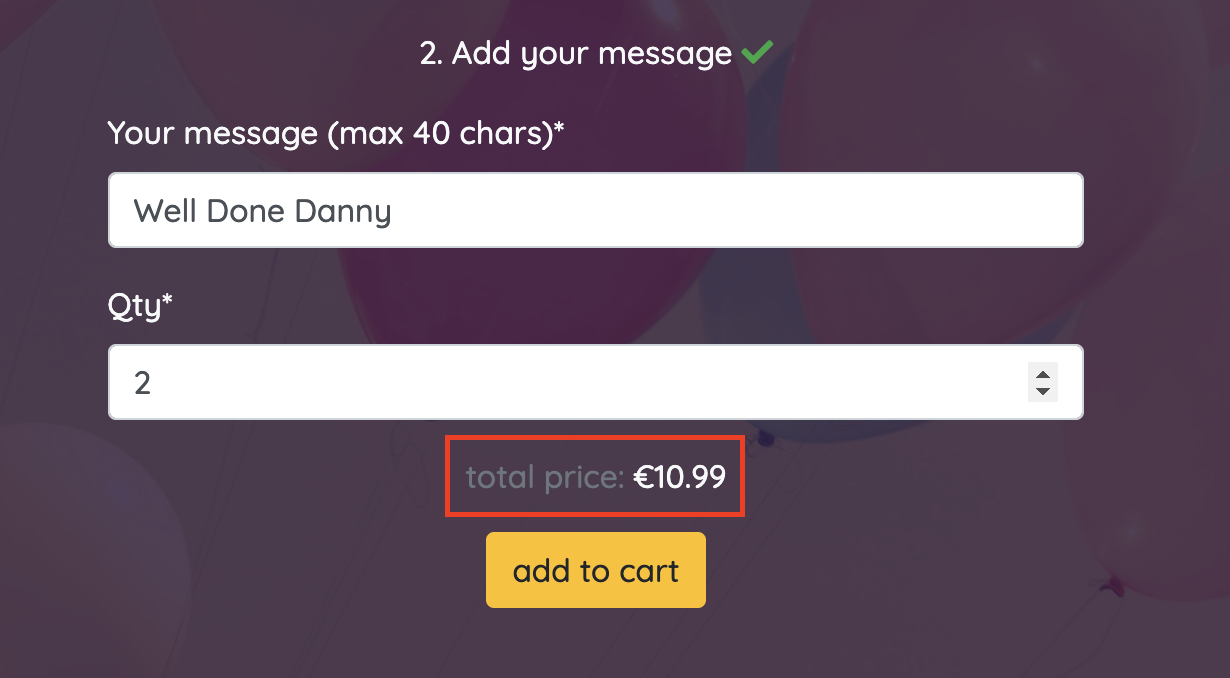 2. Add your message
Your message (max 40 chars)*
Well Done Danny
Qty*
2
total price: €10.99
add to cart